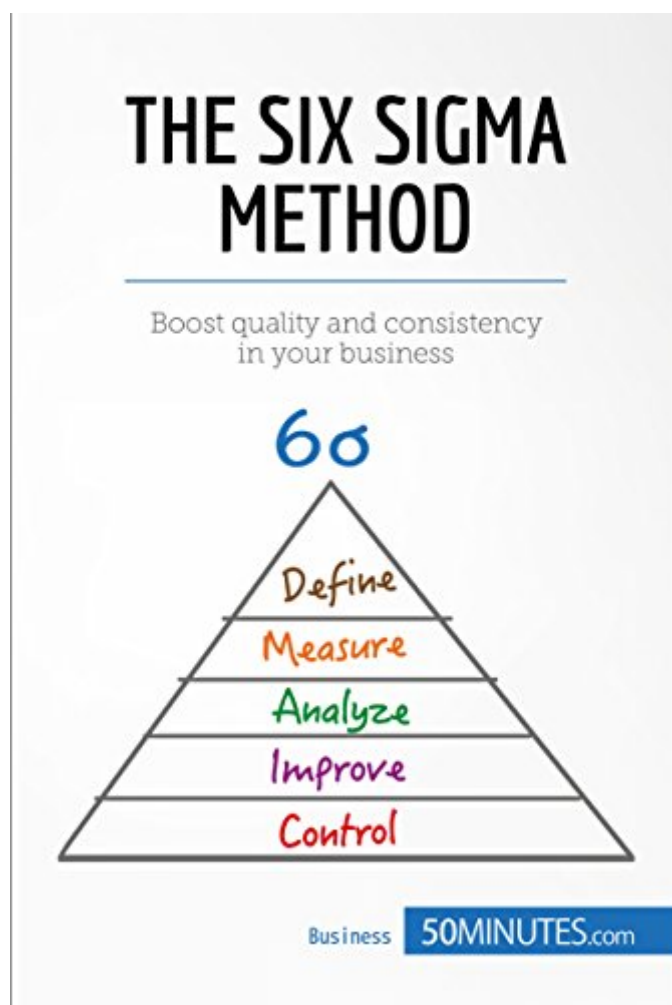 THE SIX SIGMA
METHOD
Boost quality and consistency
in your business
6σ
Define
Measure
Analyze
Improve
Control
Business 50MINUTES.com